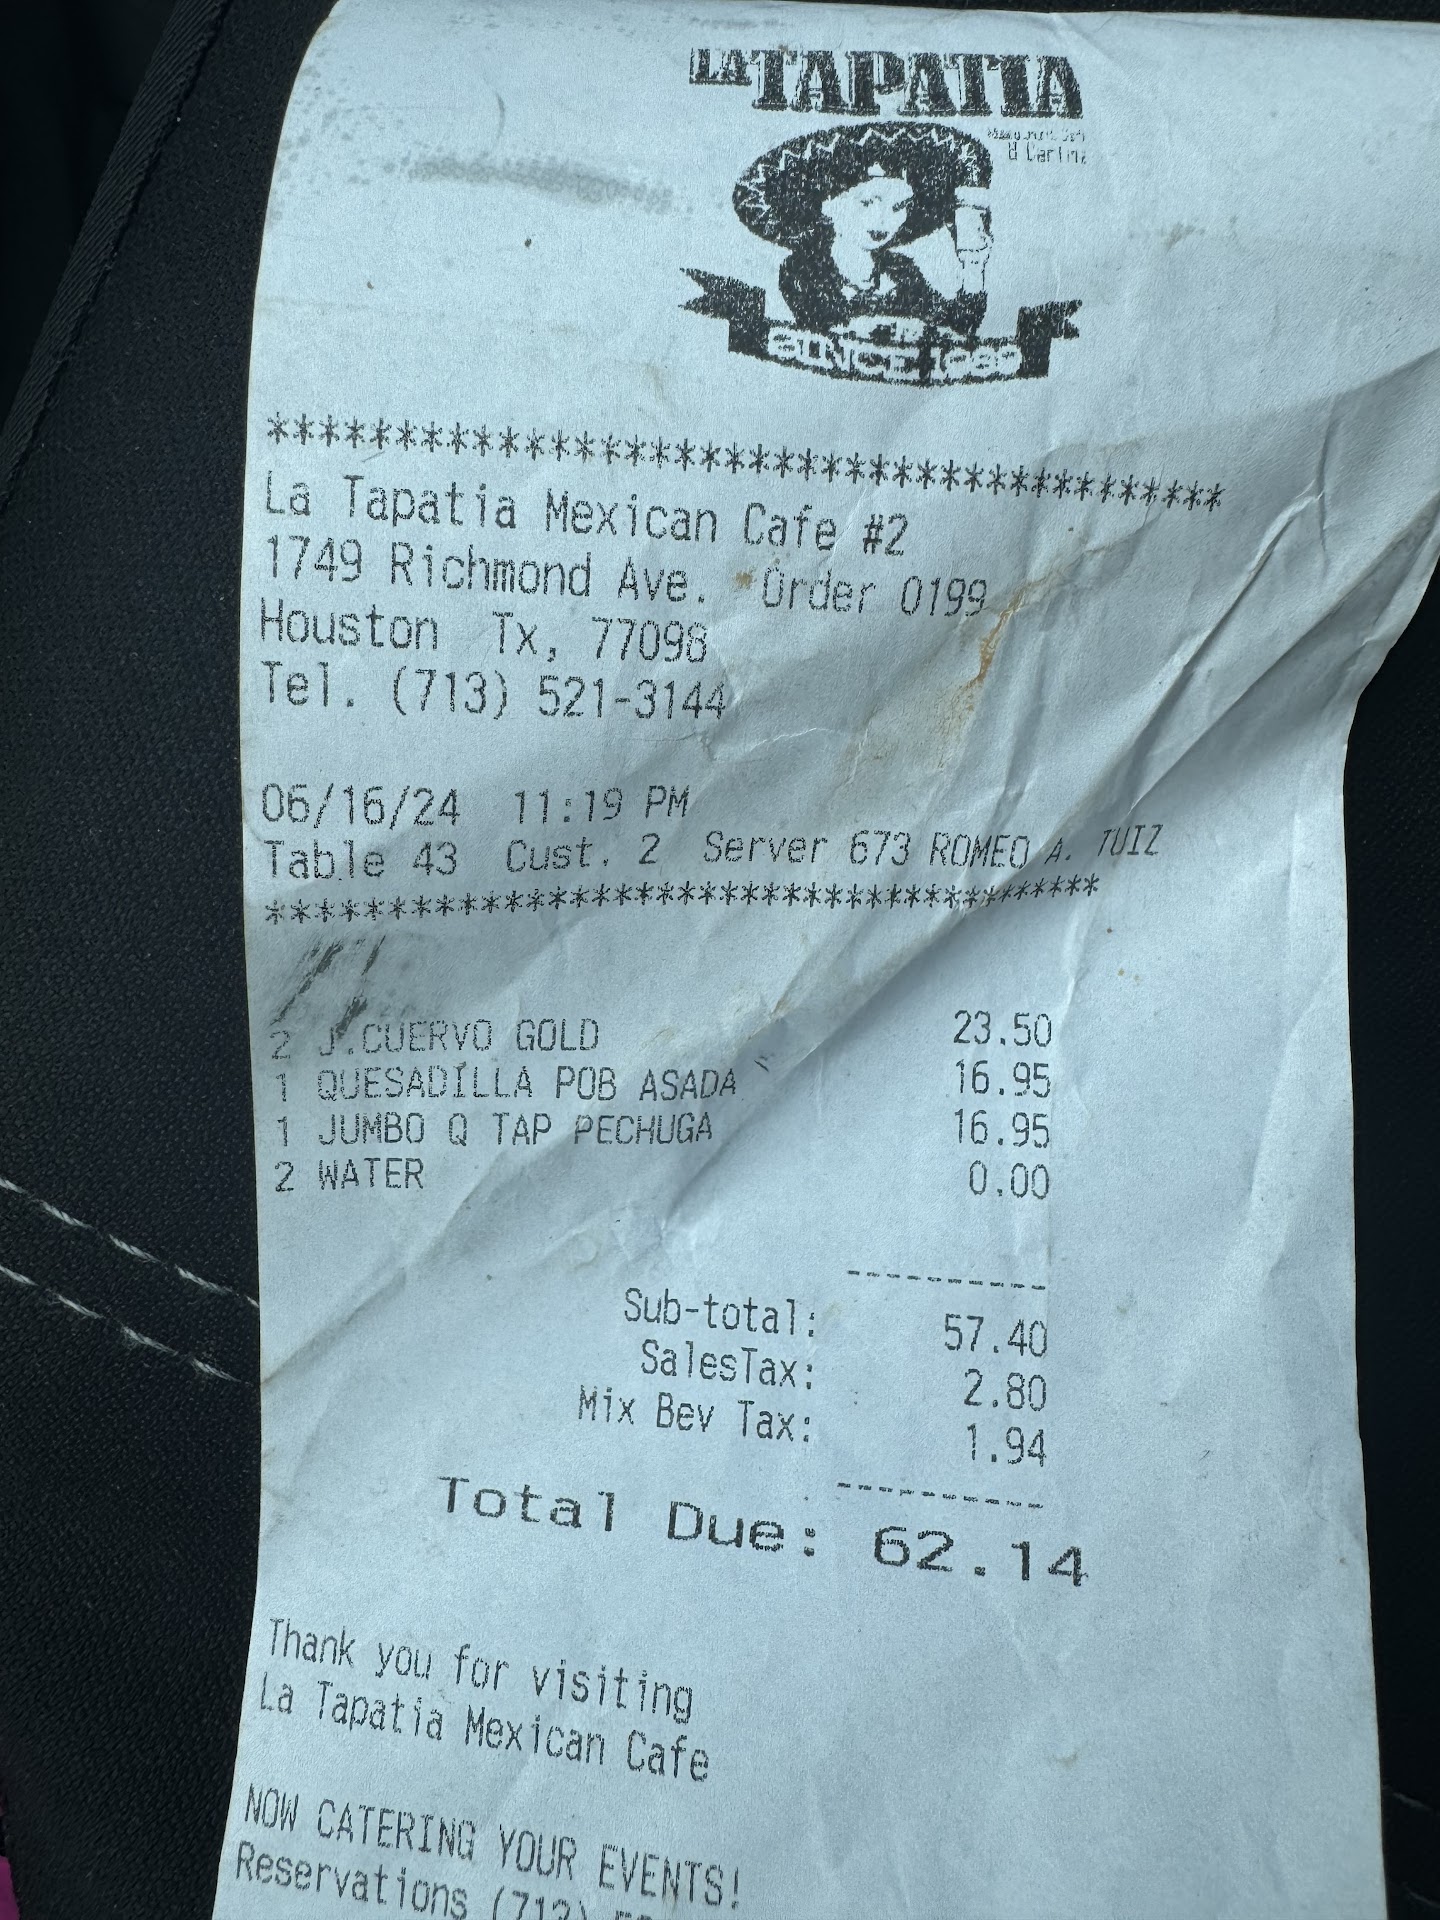 LA TAPATIA
SINCE 1989
****************************************
La Tapatia Mexican Cafe #2
1749 Richmond Ave. Order 0199
Houston Tx, 77098
Tel. (713) 521-3144
06/16/24 11:19 PM
Table 43 Cust. 2 Server 673 ROMEO A. TUIZ
****************************************
2 J.CUERVO GOLD 23.50
1 QUESADILLA POB ASADA 16.95
1 JUMBO Q TAP PECHUGA 16.95
2 WATER 0.00
----------
Sub-total: 57.40
SalesTax: 2.80
Mix Bev Tax: 1.94
----------
Total Due: 62.14
Thank you for visiting
La Tapatia Mexican Cafe
NOW CATERING YOUR EVENTS!
Reservations (713)